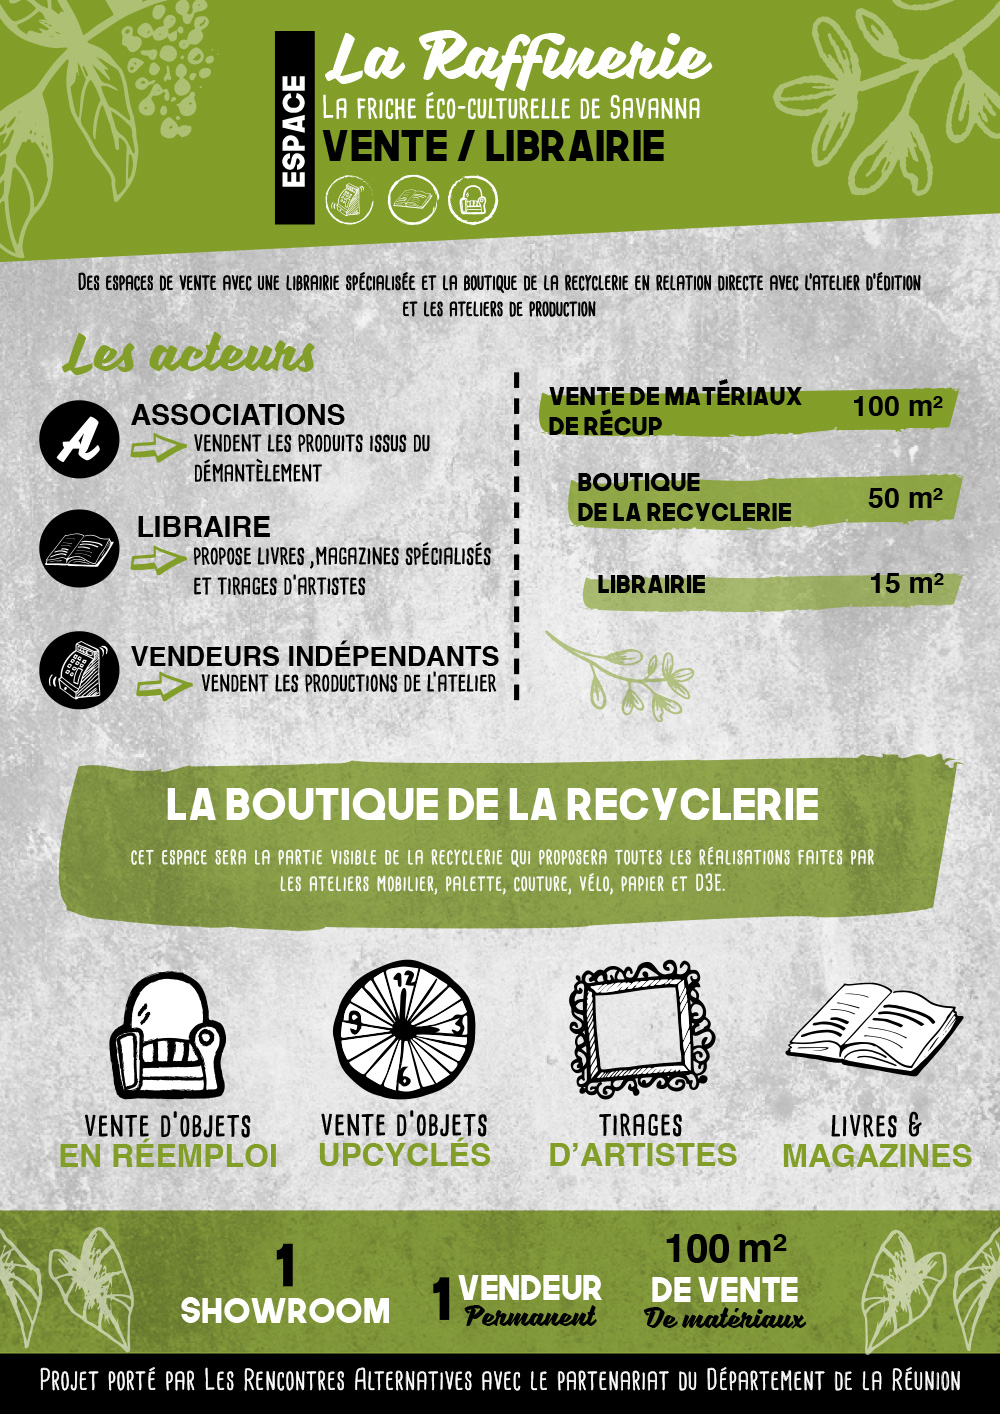 ESPACE
La Raffinerie
La friche éco-culturelle de Savanna
VENTE / LIBRAIRIE
Des espaces de vente avec une librairie spécialisée et la boutique de la recyclerie en relation directe avec l'atelier d'édition
et les ateliers de production
Les acteurs
A
ASSOCIATIONS
VENDENT LES PRODUITS ISSUS DU
DÉMANTÈLEMENT
LIBRAIRE
PROPOSE LIVRES ,MAGAZINES SPÉCIALISÉS
ET TIRAGES D'ARTISTES
VENDEURS INDÉPENDANTS
VENDENT LES PRODUCTIONS DE L'ATELIER
VENTE DE MATÉRIAUX
DE RÉCUP
100 m²
BOUTIQUE
DE LA RECYCLERIE
50 m²
LIBRAIRIE
15 m²
LA BOUTIQUE DE LA RECYCLERIE
CET ESPACE SERA LA PARTIE VISIBLE DE LA RECYCLERIE QUI PROPOSERA TOUTES LES RÉALISATIONS FAITES PAR
LES ATELIERS MOBILIER, PALETTE, COUTURE, VÉLO, PAPIER ET D3E.
12
9
3
6
VENTE D'OBJETS
EN RÉEMPLOI
VENTE D'OBJETS
UPCYCLÉS
TIRAGES
D'ARTISTES
LIVRES &
MAGAZINES
1
SHOWROOM
1 VENDEUR
Permanent
100 m²
DE VENTE
De matériaux
Projet porté par Les Rencontres Alternatives avec le partenariat du Département de la Réunion